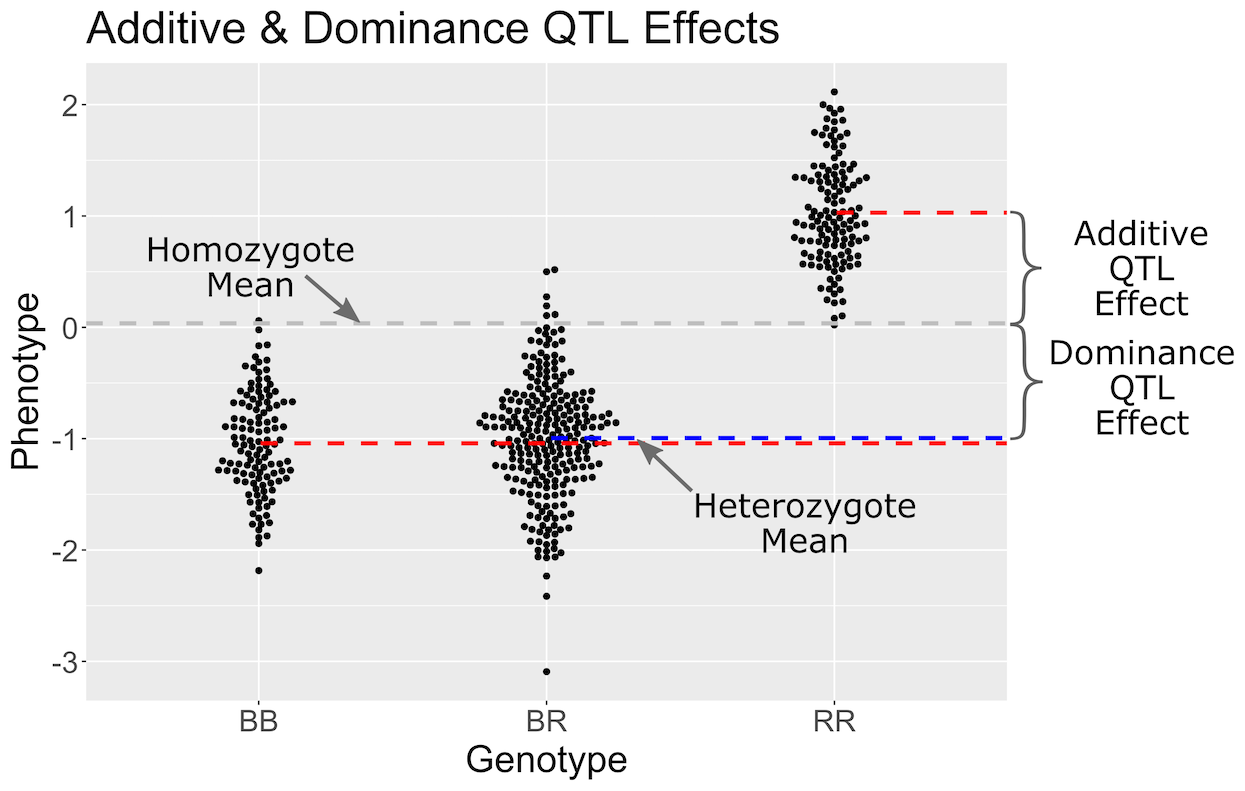 Additive & Dominance QTL Effects
2
1
0
-1
-2
-3
Phenotype
Homozygote
Mean
Heterozygote
Mean
Additive
QTL
Effect
Dominance
QTL
Effect
BB
BR
RR
Genotype